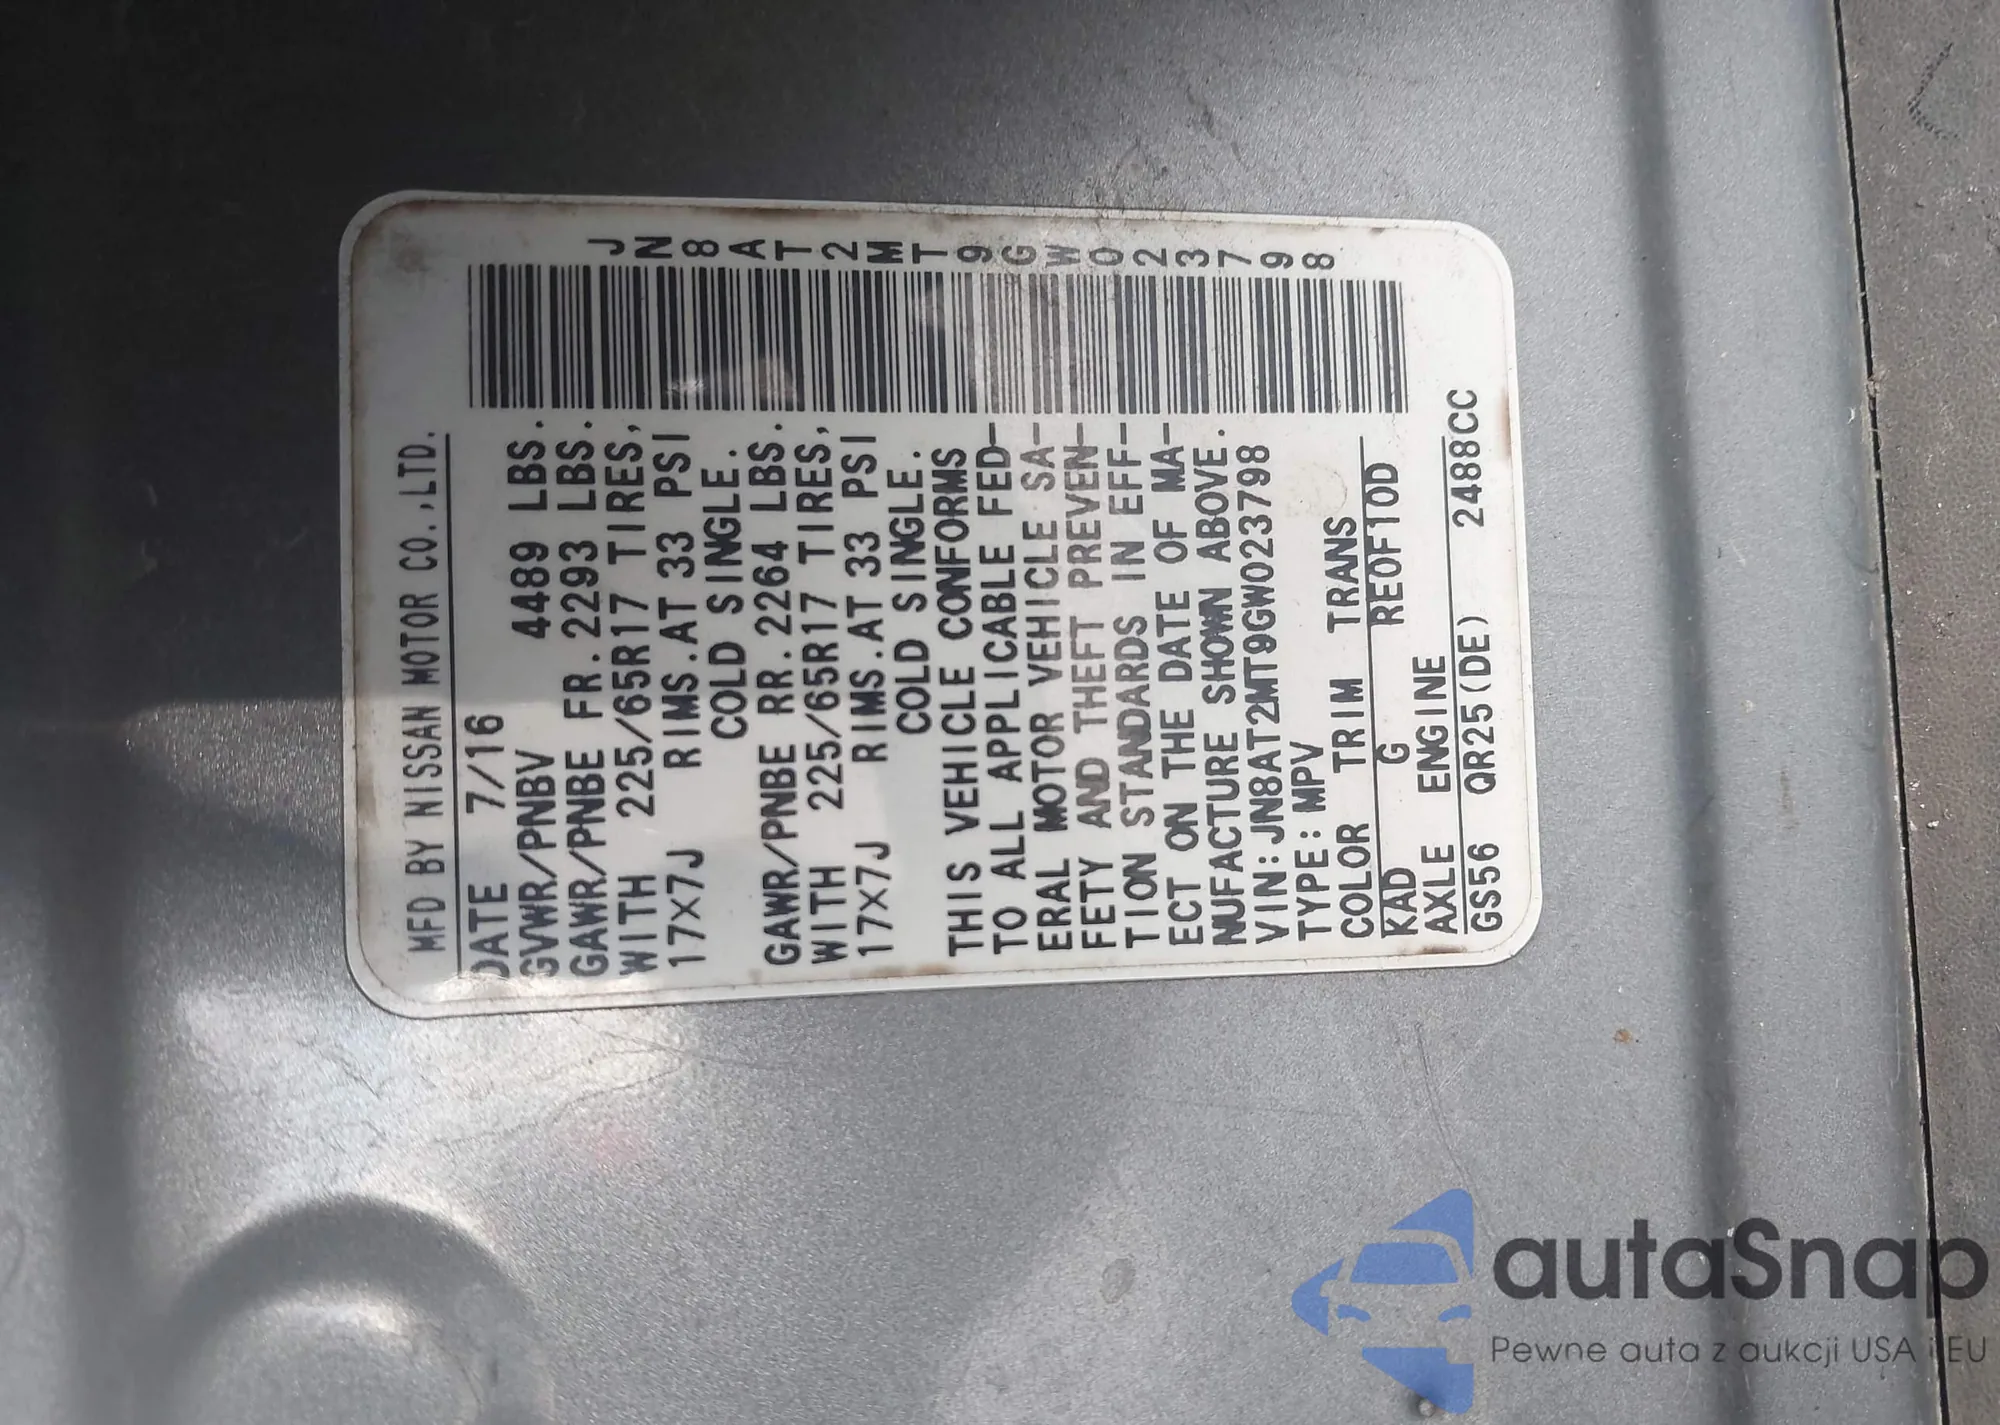 MFD BY NISSAN MOTOR CO.,LTD.
DATE 7/16
GVWR/PNBV 4489 LBS.
GAWR/PNBE FR.2293 LBS.
WITH 225/65R17 TIRES,
17×7J RIMS.AT 33 PSI
COLD SINGLE.
GAWR/PNBE RR.2264 LBS.
WITH 225/65R17 TIRES,
17×7J RIMS.AT 33 PSI
COLD SINGLE.
THIS VEHICLE CONFORMS
TO ALL APPLICABLE FED-
ERAL MOTOR VEHICLE SA-
FETY AND THEFT PREVEN-
TION STANDARDS IN EFF-
ECT ON THE DATE OF MA-
NUFACTURE SHOWN ABOVE.
VIN:JN8AT2MT9GW023798
TYPE:MPV
COLOR TRIM TRANS
KAD G RE0F10D
AXLE ENGINE
GS56 QR25(DE) 2488CC
JN8AT2MT9GW023798
autaSnap
Pewne auta z aukcji USA i EU